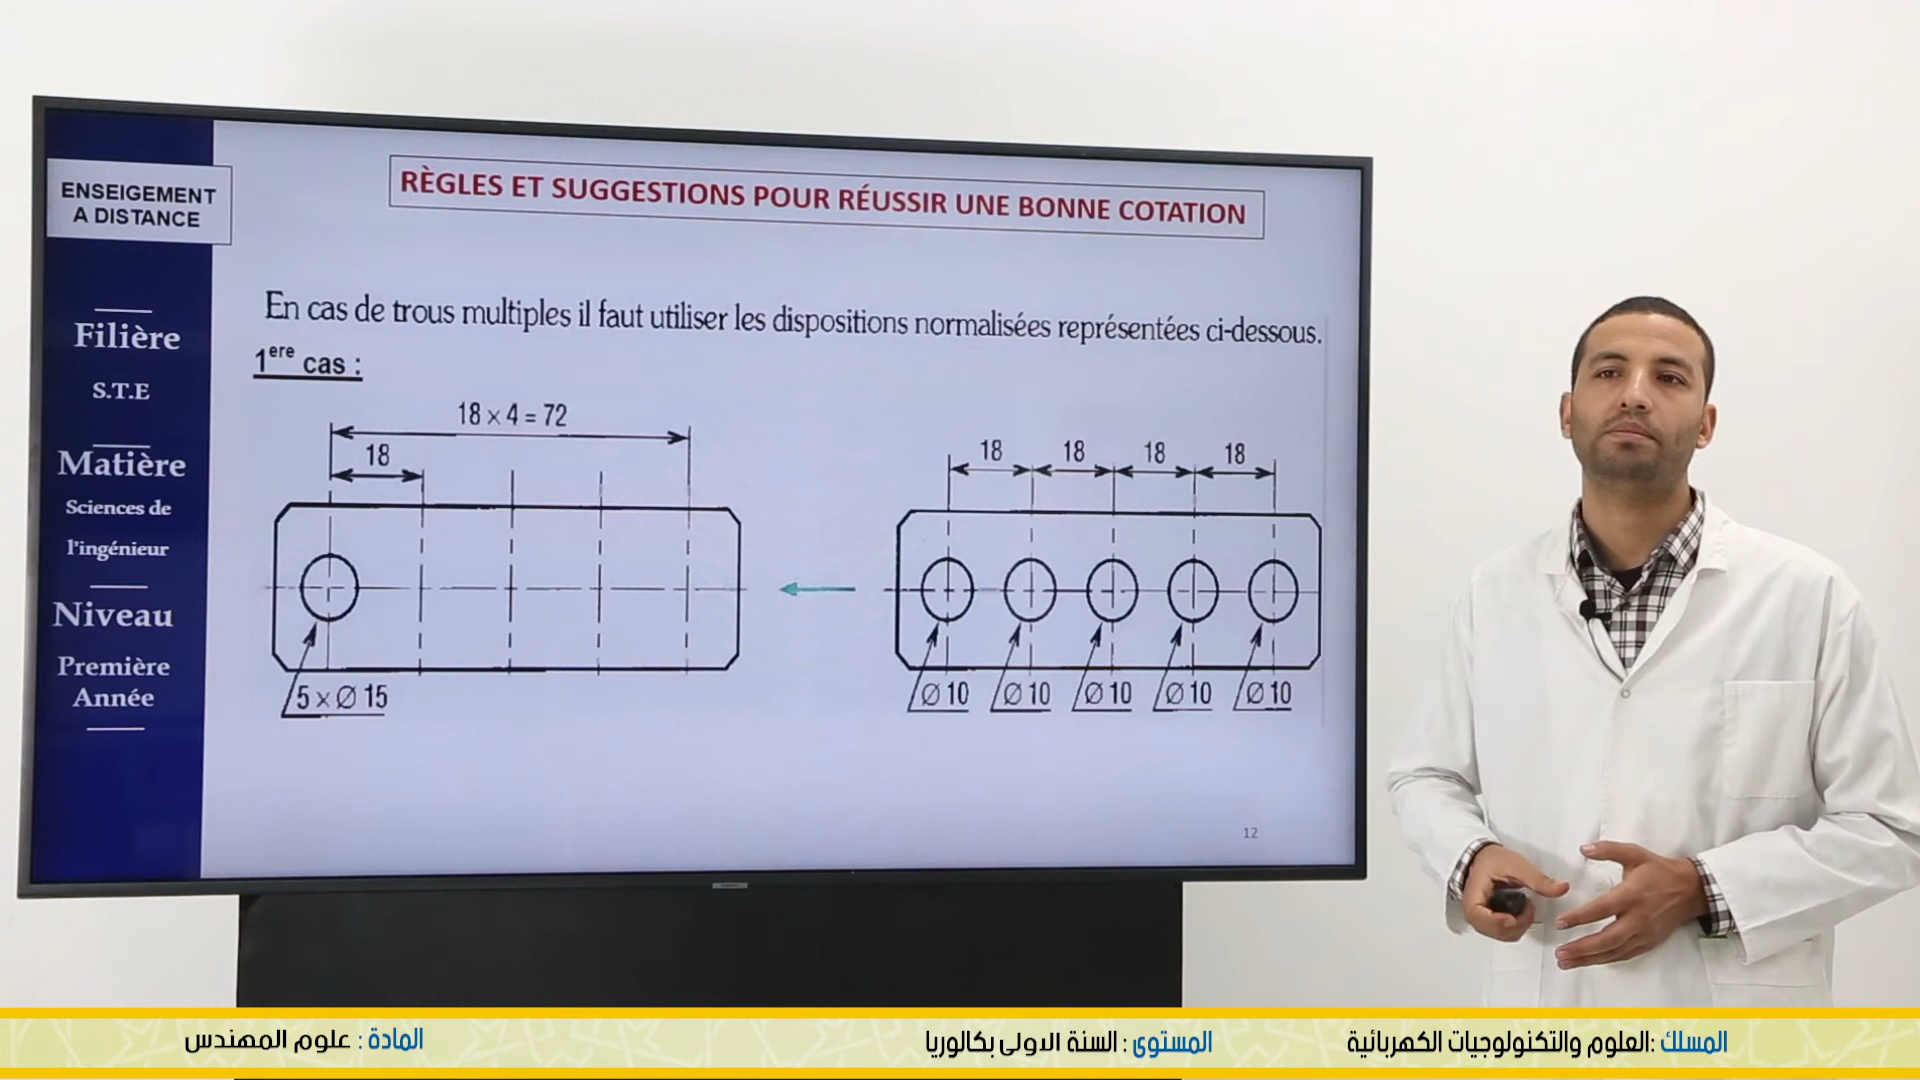 ENSEIGEMENT
A DISTANCE
Filière
S.T.E
Matière
Sciences de
l'ingénieur
Niveau
Première
Année
RÈGLES ET SUGGESTIONS POUR RÉUSSIR UNE BONNE COTATION
En cas de trous multiples il faut utiliser les dispositions normalisées représentées ci-dessous.
1ere cas :
18 × 4 = 72
18
5 × Ø 15
18 18 18 18
Ø 10 Ø 10 Ø 10 Ø 10 Ø 10
12
المسلك : العلوم والتكنولوجيات الكهربائية
المستوى : السنة الاولى بكالوريا
المادة : علوم المهندس